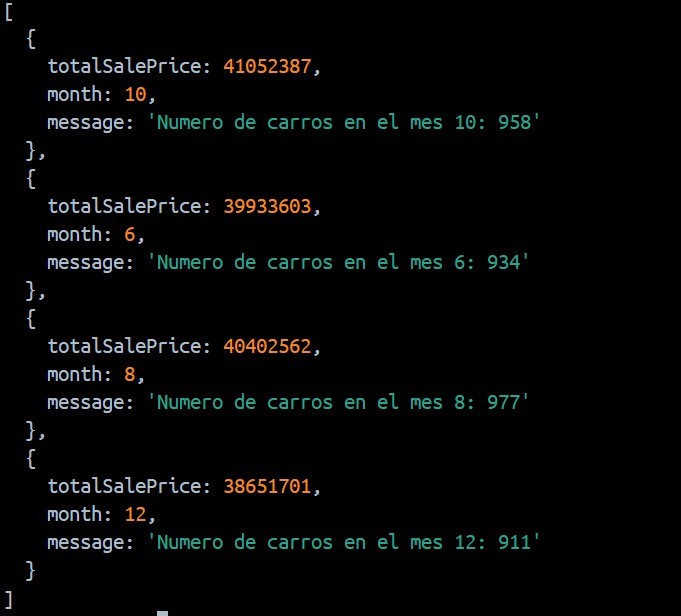 [
  {
    totalSalePrice: 41052387,
    month: 10,
    message: 'Numero de carros en el mes 10: 958'
  },
  {
    totalSalePrice: 39933603,
    month: 6,
    message: 'Numero de carros en el mes 6: 934'
  },
  {
    totalSalePrice: 40402562,
    month: 8,
    message: 'Numero de carros en el mes 8: 977'
  },
  {
    totalSalePrice: 38651701,
    month: 12,
    message: 'Numero de carros en el mes 12: 911'
  }
]